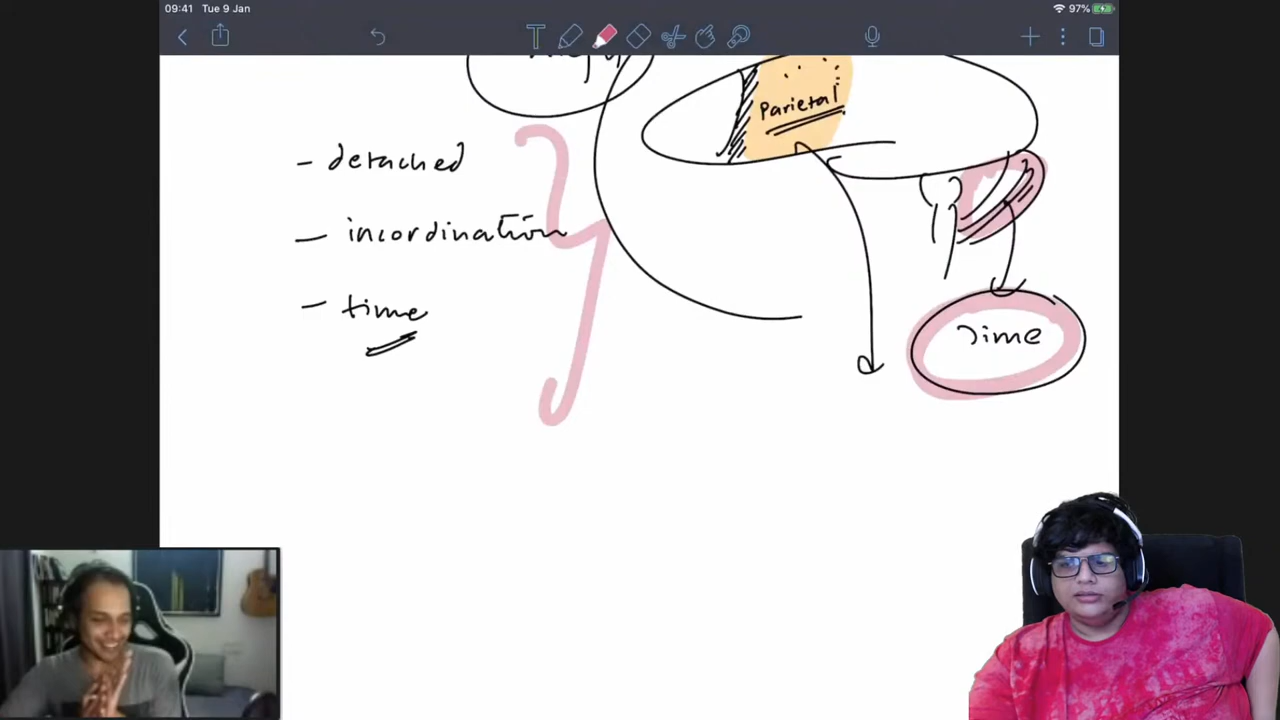 09:41 Tue 9 Jan
97%
T
Parietal
- detached
- incordination
- time
Time